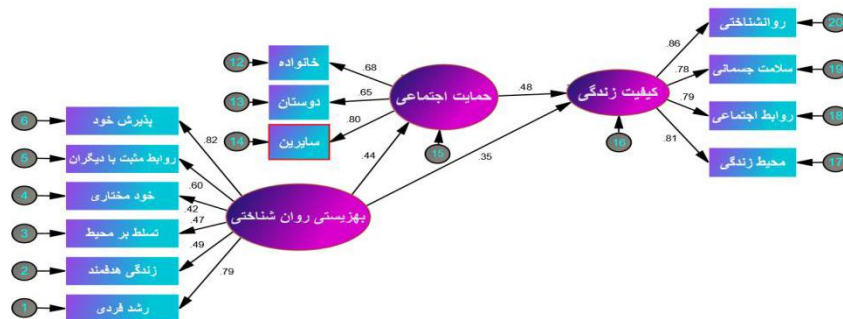 روانشناختی
20
.86
سلامت جسمانی
19
.78
روابط اجتماعی
18
.79
محیط زندگی
17
.81
کیفیت زندگی
16
خانواده
12
.68
دوستان
13
.65
سایرین
14
.80
حمایت اجتماعی
15
.48
.44
.35
بهزیستی روان شناختی
پذیرش خود
6
.82
روابط مثبت با دیگران
5
.60
خود مختاری
4
.42
تسلط بر محیط
3
.47
زندگی هدفمند
2
.49
رشد فردی
1
.79